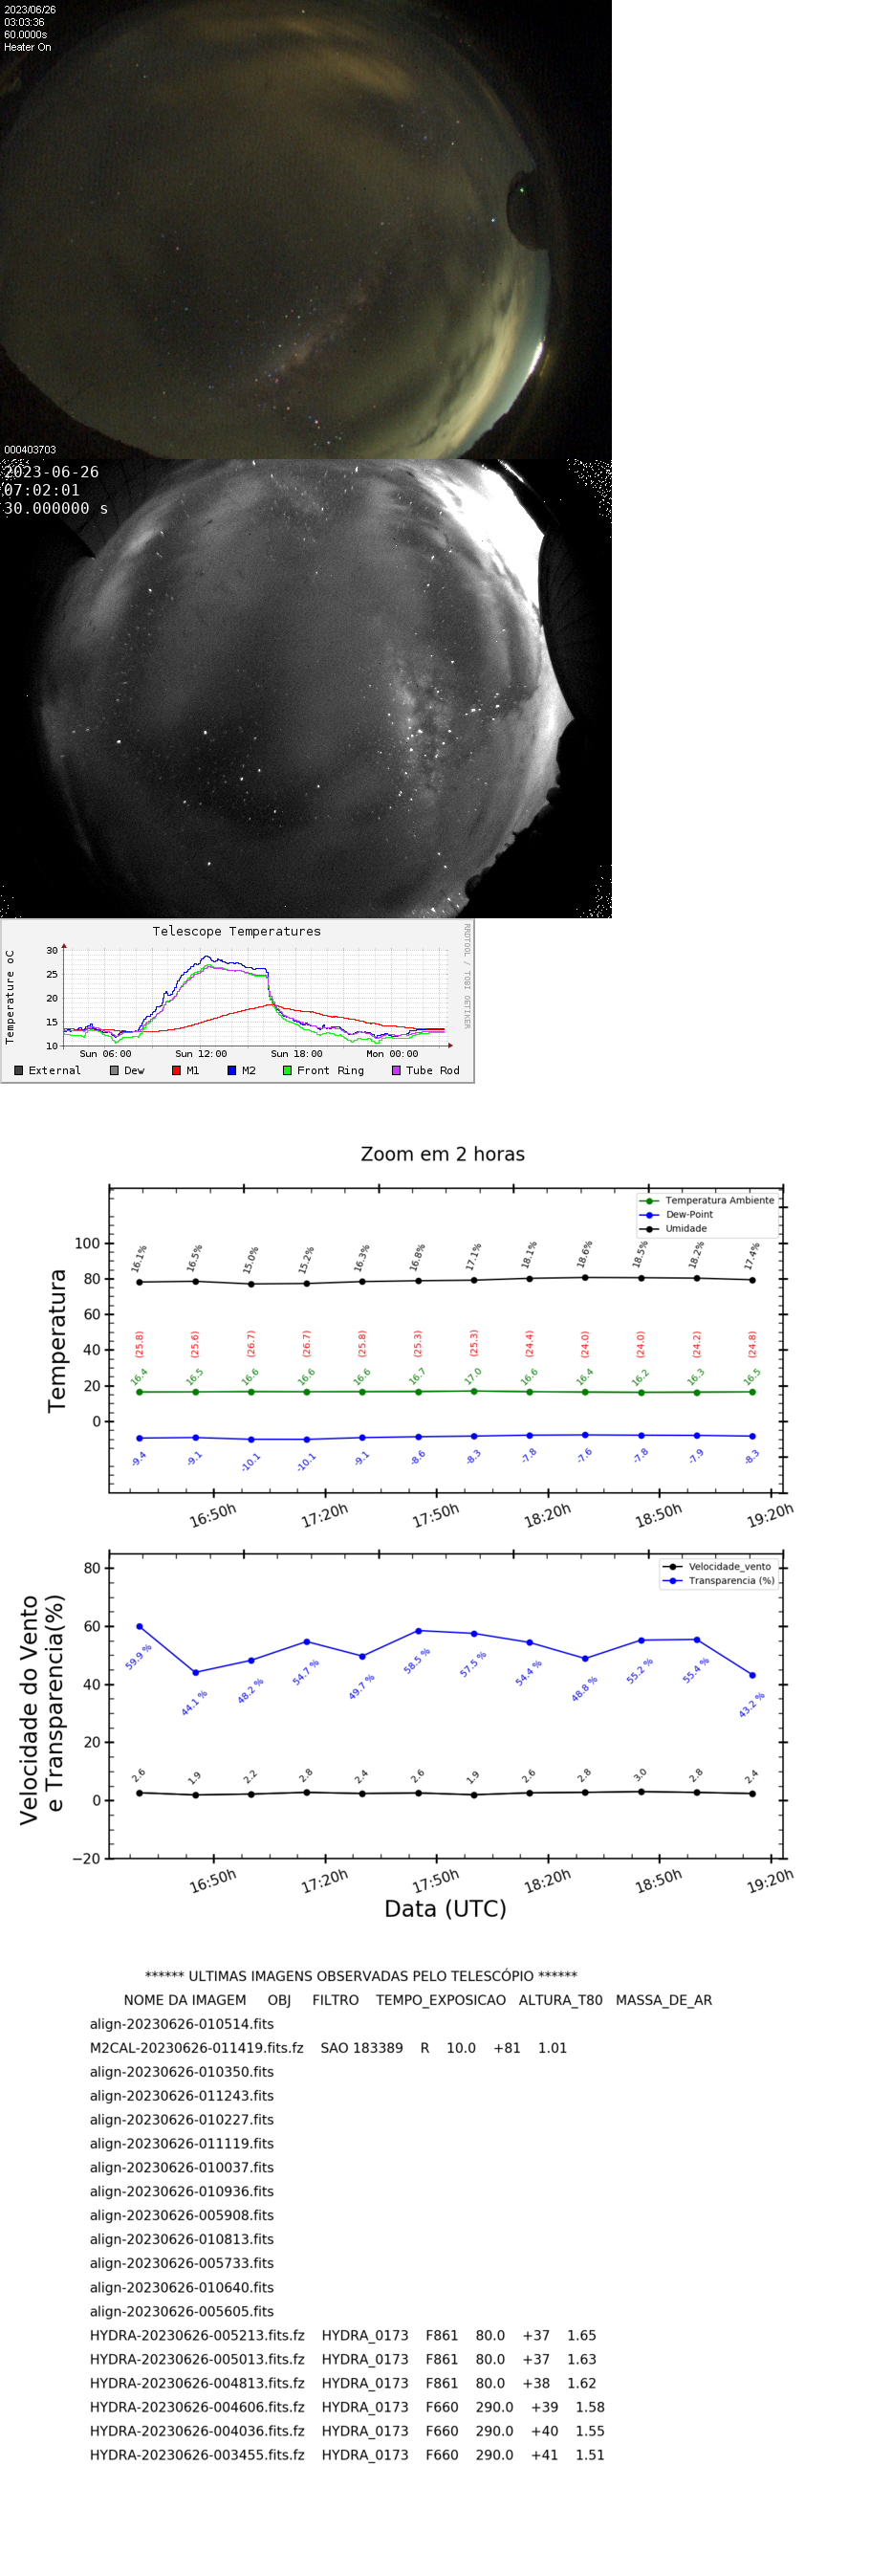 2023/06/26
03:03:36
60.0000s
Heater On
000403703
2023-06-26
07:02:01
30.000000 s
Telescope Temperatures
RRDTOOL / TOBI OETIKER
Temperature oC
30
25
20
15
10
Sun 06:00 Sun 12:00 Sun 18:00 Mon 00:00
External Dew M1 M2 Front Ring Tube Rod
Zoom em 2 horas
Temperatura Ambiente
Dew-Point
Umidade
Temperatura
100
80
60
40
20
0
16.1% 16.5% 15.0% 15.2% 16.3% 16.8% 17.1% 18.1% 18.6% 18.5% 18.2% 17.4%
(25.8) (25.6) (26.7) (26.7) (25.8) (25.3) (25.3) (24.4) (24.0) (24.0) (24.2) (24.8)
16.4 16.5 16.6 16.6 16.6 16.7 17.0 16.6 16.4 16.2 16.3 16.5
-9.4 -9.1 -10.1 -10.1 -9.1 -8.6 -8.3 -7.8 -7.6 -7.8 -7.9 -8.3
16:50h 17:20h 17:50h 18:20h 18:50h 19:20h
Velocidade_vento
Transparencia (%)
Velocidade do Vento
e Transparencia(%)
80
60
40
20
0
−20
59.9 % 44.1 % 48.2 % 54.7 % 49.7 % 58.5 % 57.5 % 54.4 % 48.8 % 55.2 % 55.4 % 43.2 %
2.6 1.9 2.2 2.8 2.4 2.6 1.9 2.6 2.8 3.0 2.8 2.4
16:50h 17:20h 17:50h 18:20h 18:50h 19:20h
Data (UTC)
****** ULTIMAS IMAGENS OBSERVADAS PELO TELESCÓPIO ******
NOME DA IMAGEM OBJ FILTRO TEMPO_EXPOSICAO ALTURA_T80 MASSA_DE_AR
align-20230626-010514.fits
M2CAL-20230626-011419.fits.fz SAO 183389 R 10.0 +81 1.01
align-20230626-010350.fits
align-20230626-011243.fits
align-20230626-010227.fits
align-20230626-011119.fits
align-20230626-010037.fits
align-20230626-010936.fits
align-20230626-005908.fits
align-20230626-010813.fits
align-20230626-005733.fits
align-20230626-010640.fits
align-20230626-005605.fits
HYDRA-20230626-005213.fits.fz HYDRA_0173 F861 80.0 +37 1.65
HYDRA-20230626-005013.fits.fz HYDRA_0173 F861 80.0 +37 1.63
HYDRA-20230626-004813.fits.fz HYDRA_0173 F861 80.0 +38 1.62
HYDRA-20230626-004606.fits.fz HYDRA_0173 F660 290.0 +39 1.58
HYDRA-20230626-004036.fits.fz HYDRA_0173 F660 290.0 +40 1.55
HYDRA-20230626-003455.fits.fz HYDRA_0173 F660 290.0 +41 1.51